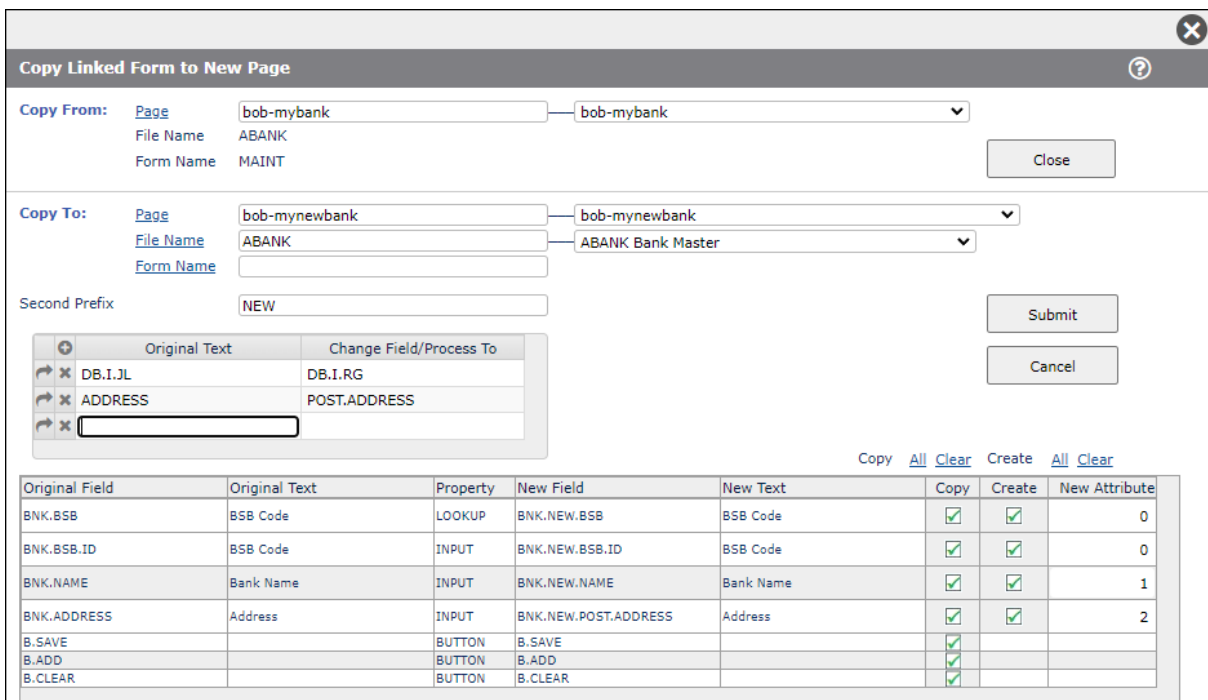 Copy Linked Form to New Page
Copy From: Page bob-mybank bob-mybank
File Name ABANK
Form Name MAINT
Close
Copy To: Page bob-mynewbank bob-mynewbank
File Name ABANK ABANK Bank Master
Form Name
Second Prefix NEW
Submit
Original Text Change Field/Process To
Cancel
DB.I.JL DB.I.RG
ADDRESS POST.ADDRESS
Copy All Clear Create All Clear
Original Field Original Text Property New Field New Text Copy Create New Attribute
BNK.BSB BSB Code LOOKUP BNK.NEW.BSB BSB Code 0
BNK.BSB.ID BSB Code INPUT BNK.NEW.BSB.ID BSB Code 0
BNK.NAME Bank Name INPUT BNK.NEW.NAME Bank Name 1
BNK.ADDRESS Address INPUT BNK.NEW.POST.ADDRESS Address 2
B.SAVE BUTTON B.SAVE
B.ADD BUTTON B.ADD
B.CLEAR BUTTON B.CLEAR